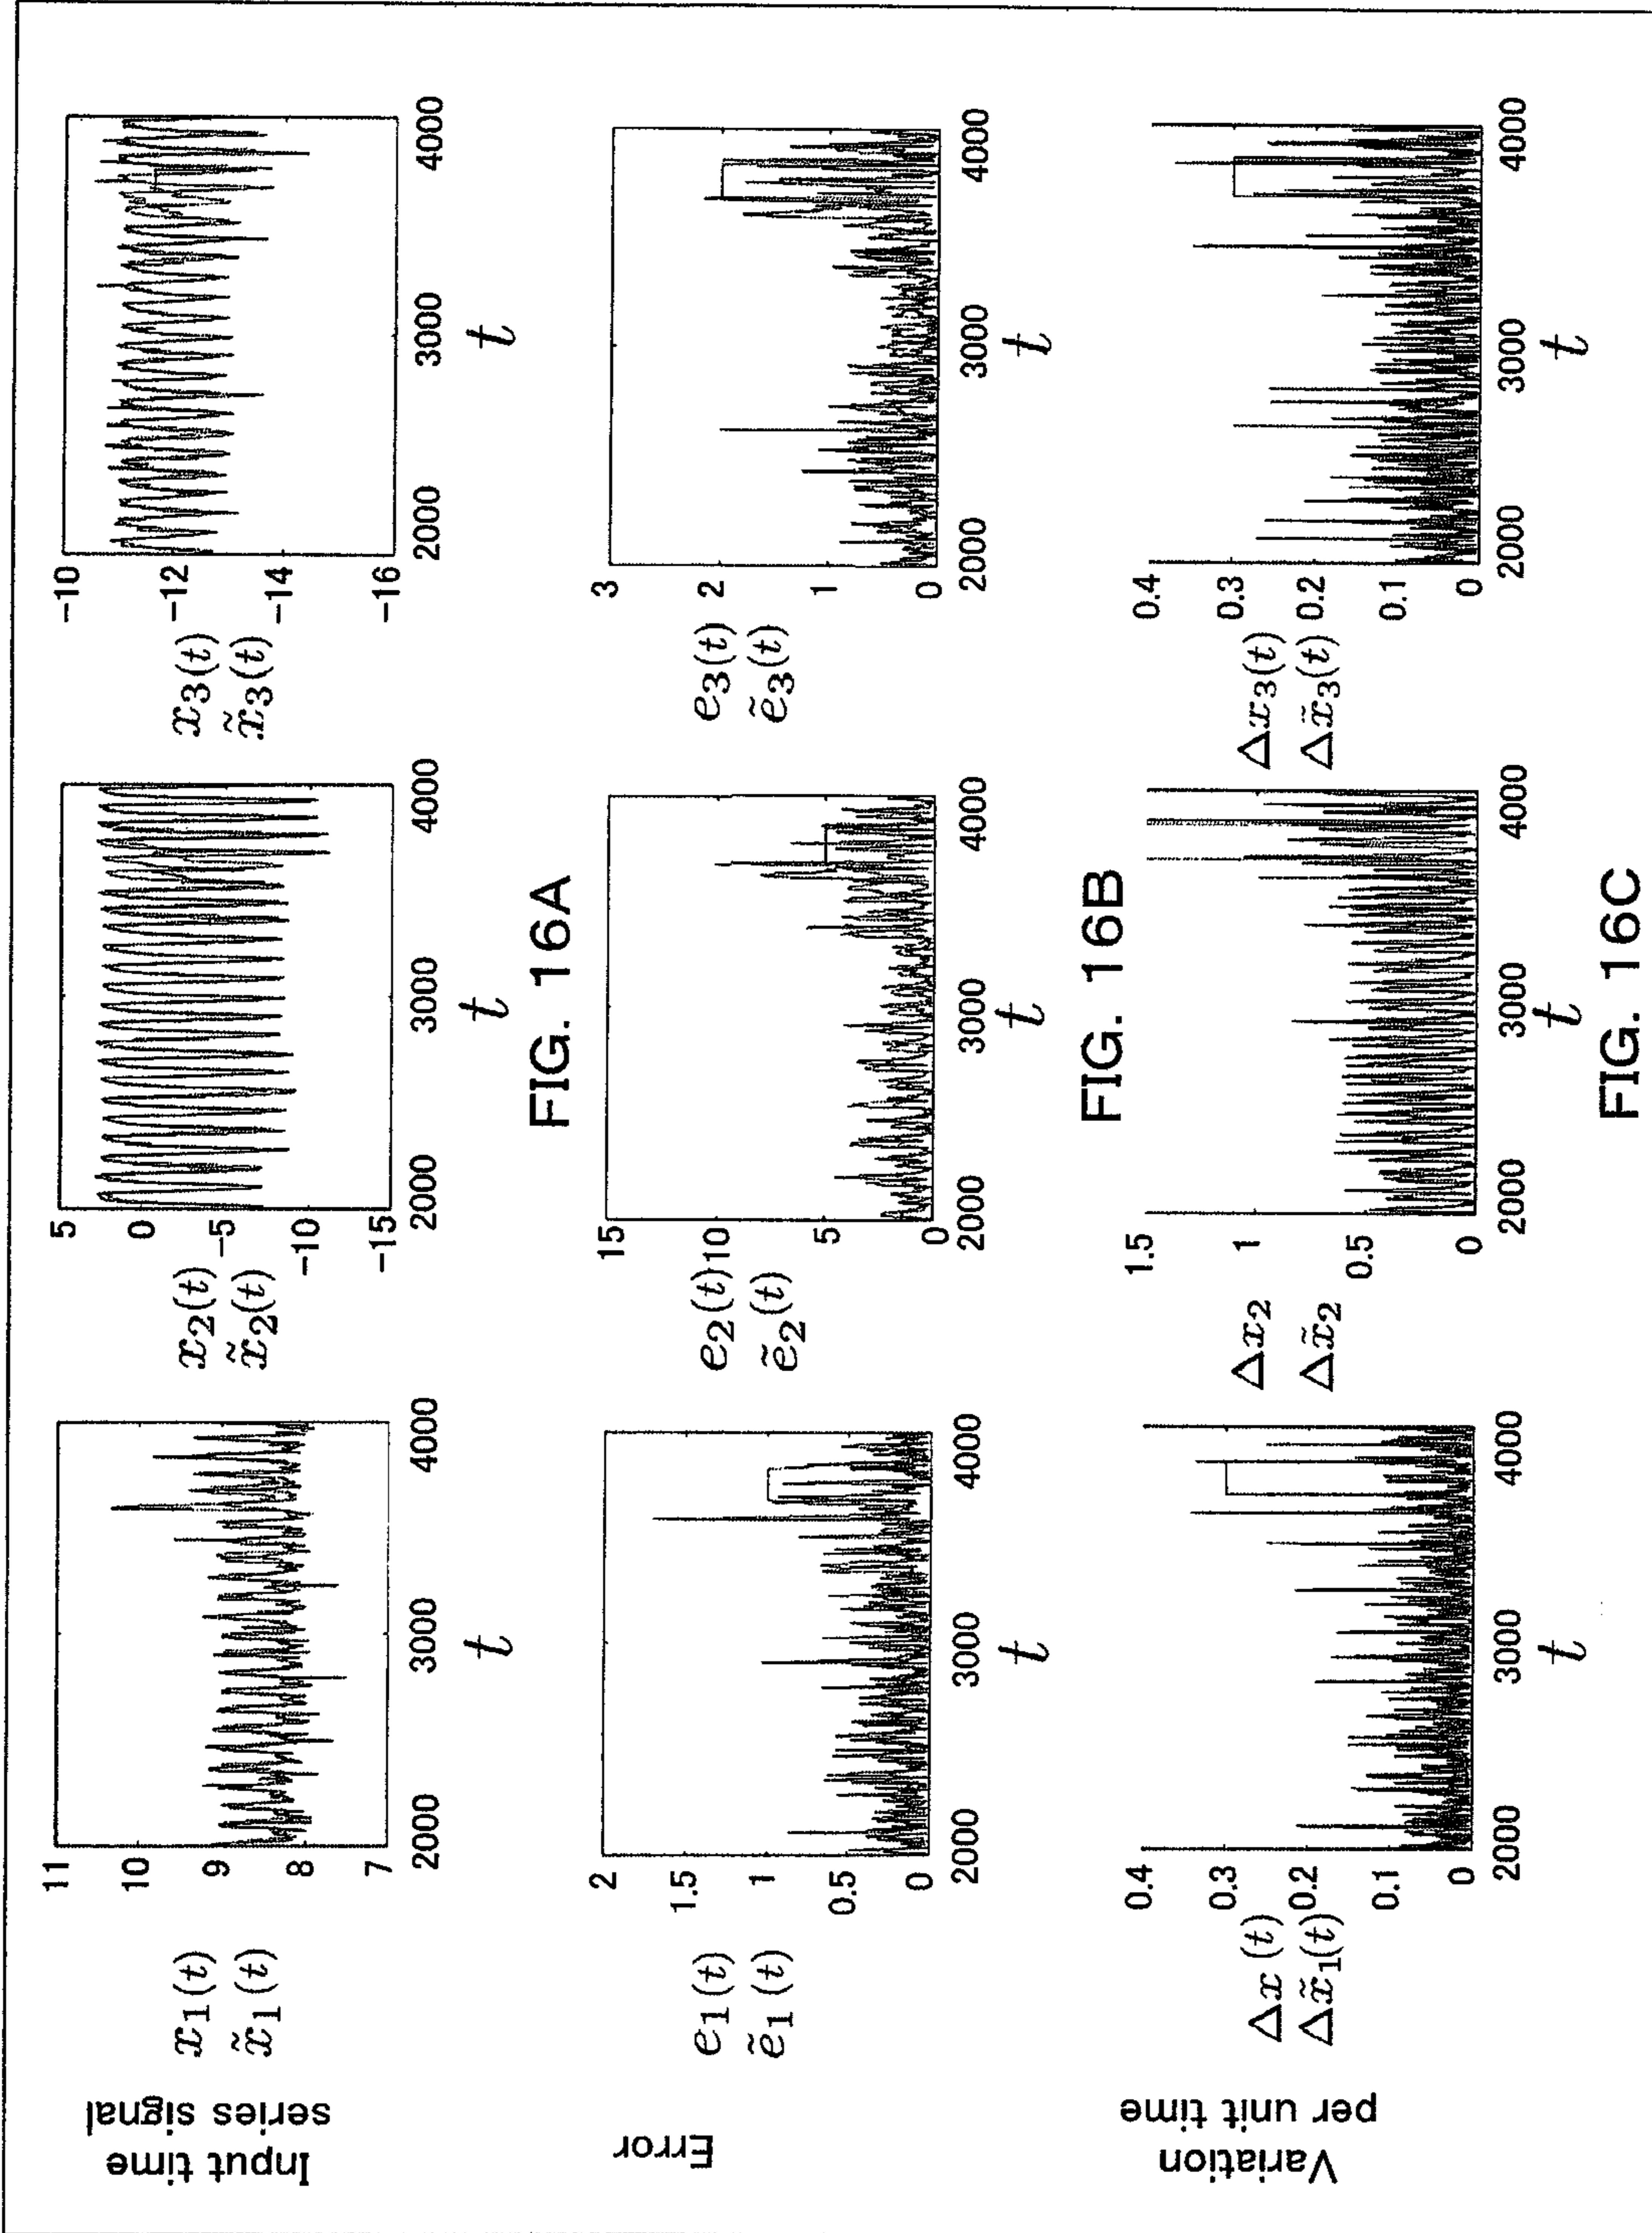 Input time
series signal
x₁(t)
x̃₁(t)
11
10
9
8
7
2000
3000
4000
t
x₂(t)
x̃₂(t)
5
0
−5
−10
−15
2000
3000
4000
t
x₃(t)
x̃₃(t)
−10
−12
−14
−16
2000
3000
4000
t
FIG. 16A
Error
e₁(t)
ẽ₁(t)
2
1.5
1
0.5
0
2000
3000
4000
t
e₂(t)
ẽ₂(t)
15
10
5
0
2000
3000
4000
t
e₃(t)
ẽ₃(t)
3
2
1
0
2000
3000
4000
t
FIG. 16B
Variation
per unit time
Δx (t)
Δx̃₁(t)
0.4
0.3
0.2
0.1
0
2000
3000
4000
t
Δx₂
Δx̃₂
1.5
1
0.5
0
2000
3000
4000
t
Δx₃(t)
Δx̃₃(t)
0.4
0.3
0.2
0.1
0
2000
3000
4000
t
FIG. 16C